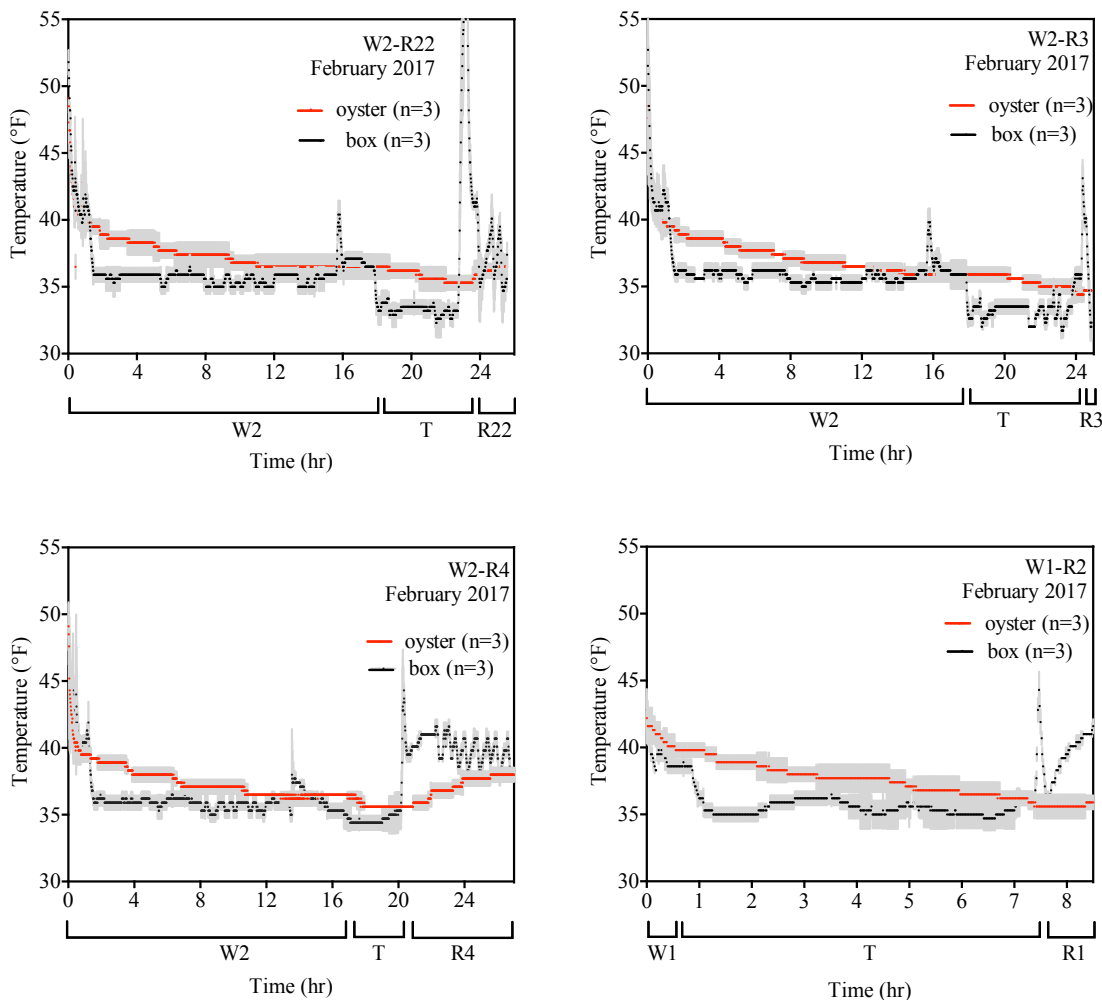 W2-R22
February 2017
oyster (n=3)
box (n=3)
Temperature (°F)
55
50
45
40
35
30
0 4 8 12 16 20 24
W2 T R22
Time (hr)
W2-R3
February 2017
oyster (n=3)
box (n=3)
Temperature (°F)
55
50
45
40
35
30
0 4 8 12 16 20 24
W2 T R3
Time (hr)
W2-R4
February 2017
oyster (n=3)
box (n=3)
Temperature (°F)
55
50
45
40
35
30
0 4 8 12 16 20 24
W2 T R4
Time (hr)
W1-R2
February 2017
oyster (n=3)
box (n=3)
Temperature (°F)
55
50
45
40
35
30
0 1 2 3 4 5 6 7 8
W1 T R1
Time (hr)